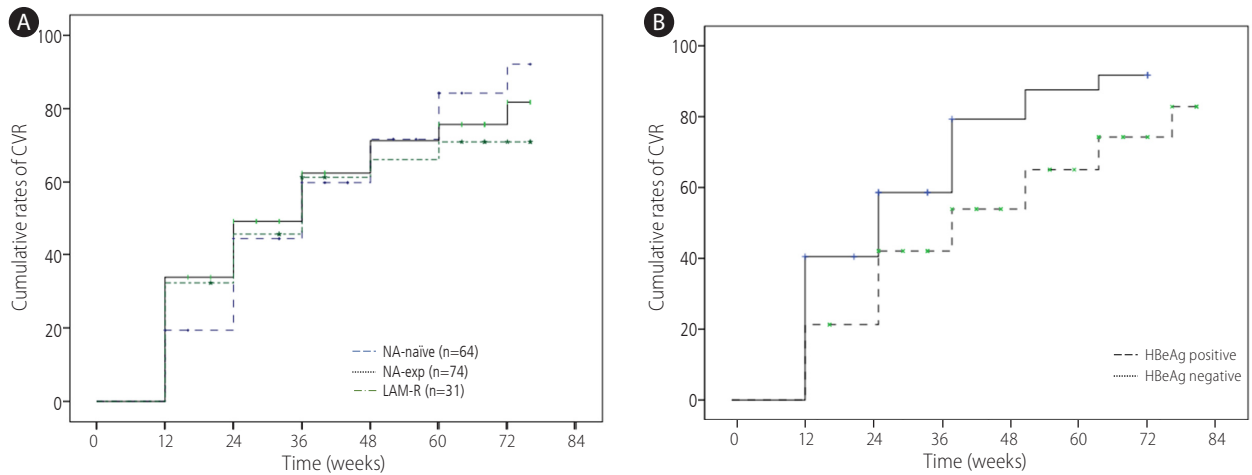 A
Cumulative rates of CVR
100
80
60
40
20
0
0 12 24 36 48 60 72 84
Time (weeks)
NA-naïve (n=64)
NA-exp (n=74)
LAM-R (n=31)
B
Cumulative rates of CVR
100
80
60
40
20
0
0 12 24 36 48 60 72 84
Time (weeks)
HBeAg positive
HBeAg negative